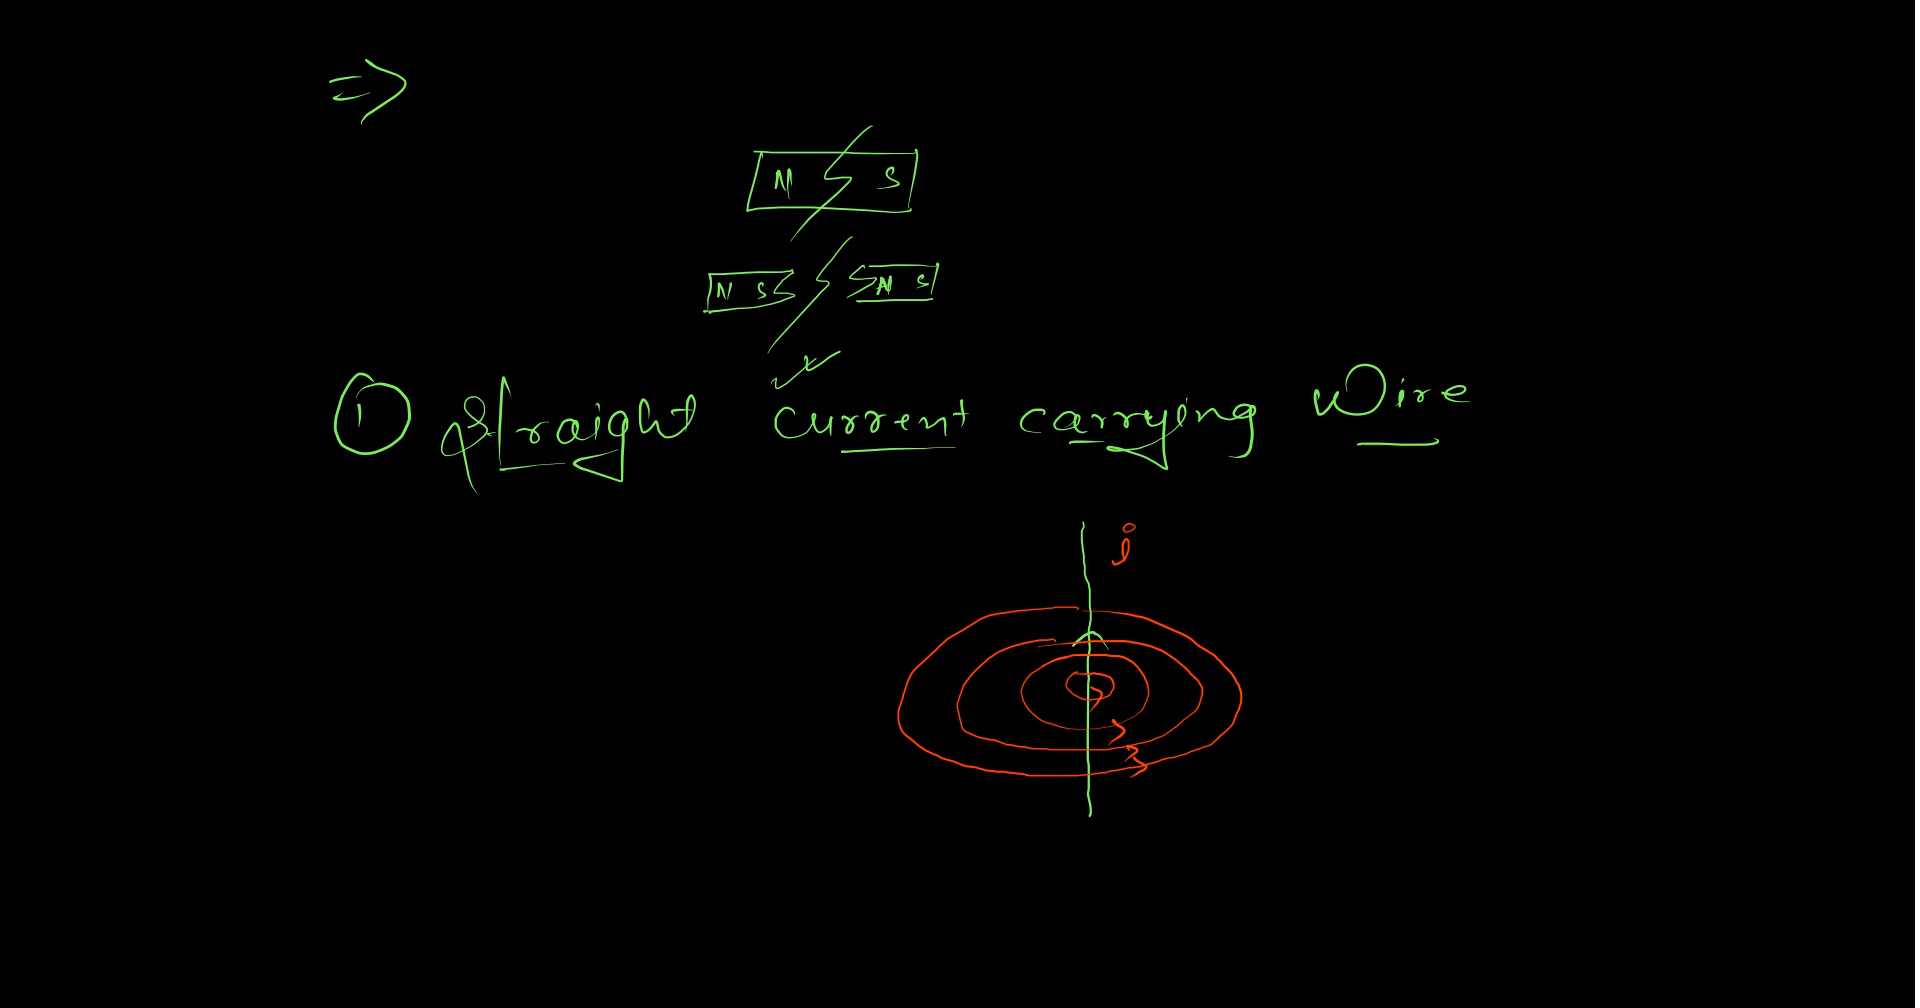 ⇒
N S
N S N S
① Straight current carrying wire
i